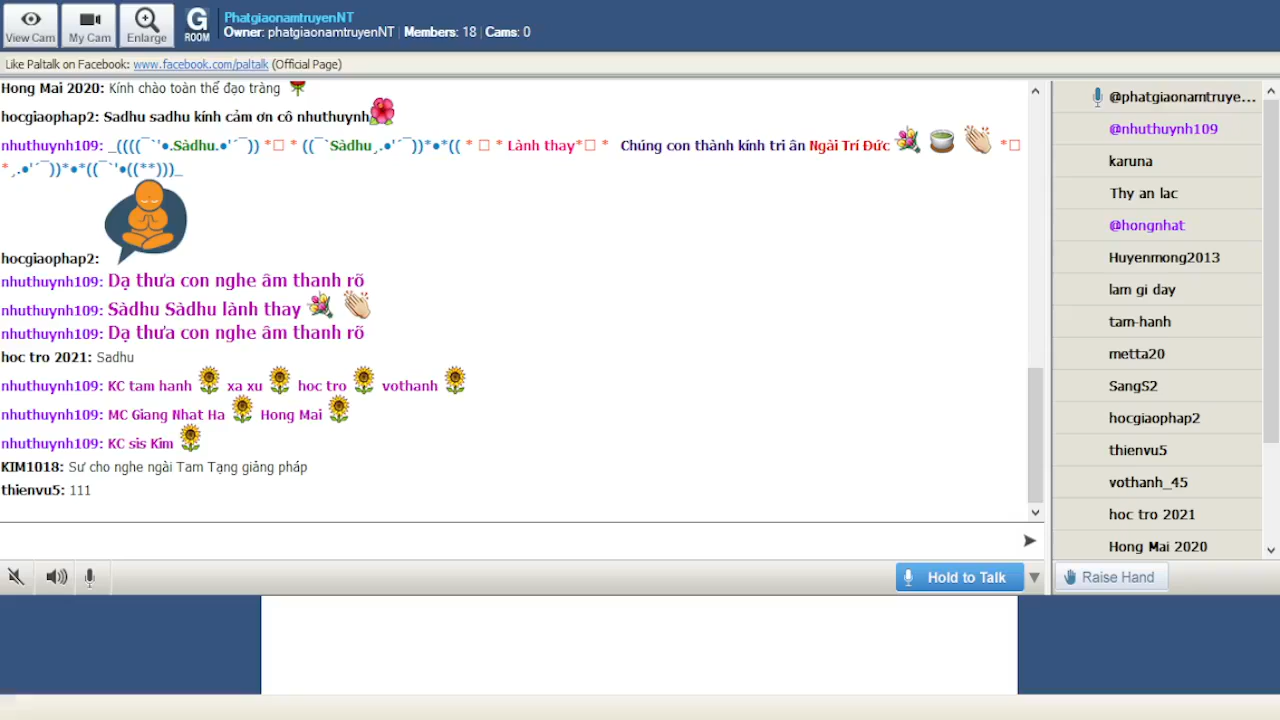 View Cam
My Cam
Enlarge
G
ROOM
PhatgiaonamtruyenNT
Owner: phatgiaonamtruyenNT | Members: 18 | Cams: 0
Like Paltalk on Facebook: www.facebook.com/paltalk (Official Page)
Hong Mai 2020: Kính chào toàn thể đạo tràng
hocgiaophap2: Sadhu sadhu kính cảm ơn cô nhuthuynh
nhuthuynh109: _((((¯`'●.Sàdhu.●'´¯)) *□ * ((¯`Sàdhu¸.●'´¯))*●*(( * □ * Lành thay*□ * Chúng con thành kính tri ân Ngài Trí Đức *□
*¸.●'´¯))*●*((¯`'●((**)))_
hocgiaophap2:
nhuthuynh109: Dạ thưa con nghe âm thanh rõ
nhuthuynh109: Sàdhu Sàdhu lành thay
nhuthuynh109: Dạ thưa con nghe âm thanh rõ
hoc tro 2021: Sadhu
nhuthuynh109: KC tam hanh xa xu hoc tro vothanh
nhuthuynh109: MC Giang Nhat Ha Hong Mai
nhuthuynh109: KC sis Kim
KIM1018: Sư cho nghe ngài Tam Tạng giảng pháp
thienvu5: 111
Hold to Talk
@phatgiaonamtruye...
@nhuthuynh109
karuna
Thy an lac
@hongnhat
Huyenmong2013
lam gi day
tam-hanh
metta20
SangS2
hocgiaophap2
thienvu5
vothanh_45
hoc tro 2021
Hong Mai 2020
Raise Hand